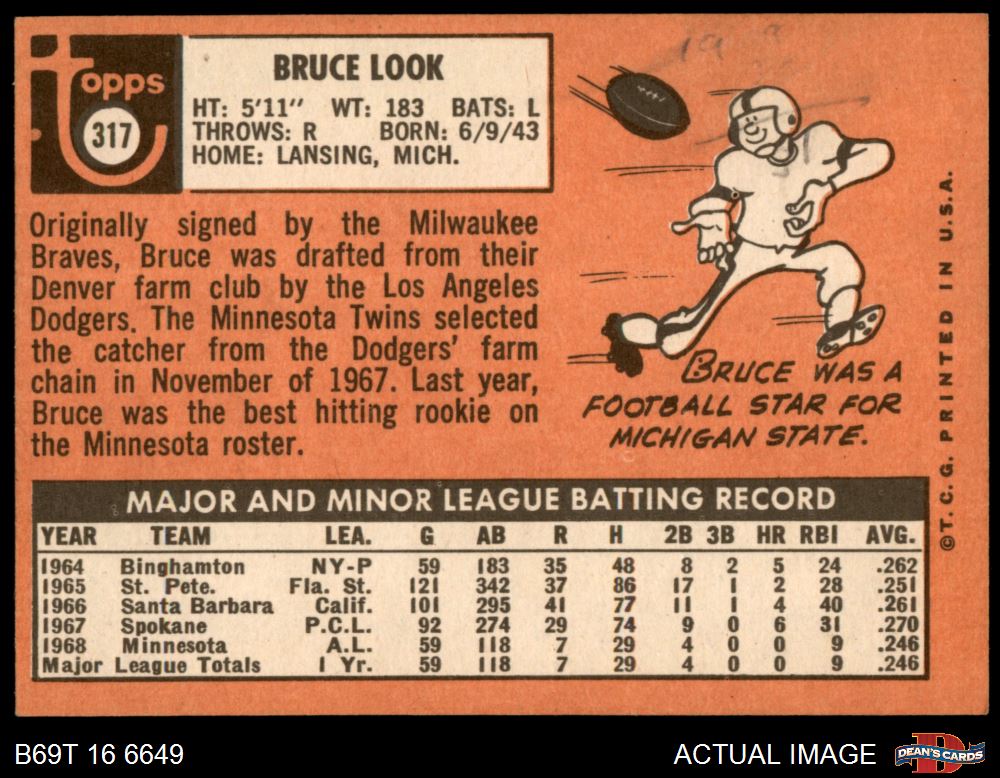 topps
317
BRUCE LOOK
HT: 5'11" WT: 183 BATS: L
THROWS: R BORN: 6/9/43
HOME: LANSING, MICH.
Originally signed by the Milwaukee
Braves, Bruce was drafted from their
Denver farm club by the Los Angeles
Dodgers. The Minnesota Twins selected
the catcher from the Dodgers' farm
chain in November of 1967. Last year,
Bruce was the best hitting rookie on
the Minnesota roster.
BRUCE WAS A
FOOTBALL STAR FOR
MICHIGAN STATE.
©T. C. G. PRINTED IN U.S.A.
MAJOR AND MINOR LEAGUE BATTING RECORD
YEAR TEAM LEA. G AB R H 2B 3B HR RBI AVG.
1964 Binghamton NY-P 59 183 35 48 8 2 5 24 .262
1965 St. Pete. Fla. St. 121 342 37 86 17 1 2 28 .251
1966 Santa Barbara Calif. 101 295 41 77 11 1 4 40 .261
1967 Spokane P.C.L. 92 274 29 74 9 0 6 31 .270
1968 Minnesota A.L. 59 118 7 29 4 0 0 9 .246
Major League Totals 1 Yr. 59 118 7 29 4 0 0 9 .246
B69T 16 6649
ACTUAL IMAGE
DEAN'S CARDS